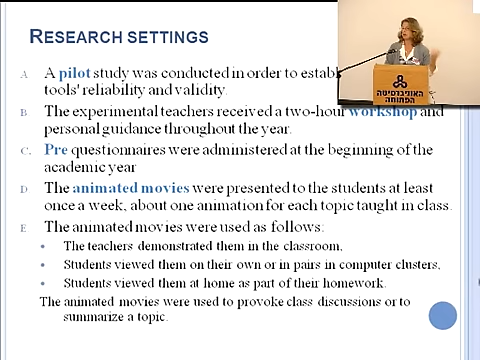 RESEARCH SETTINGS
A. A pilot study was conducted in order to
tools' reliability and validity.
B. The experimental teachers received a two-hour workshop and
personal guidance throughout the year.
C. Pre questionnaires were administered at the beginning of the
academic year
D. The animated movies were presented to the students at least
once a week, about one animation for each topic taught in class.
E. The animated movies were used as follows:
• The teachers demonstrated them in the classroom,
• Students viewed them on their own or in pairs in computer clusters,
• Students viewed them at home as part of their homework.
The animated movies were used to provoke class discussions or to
summarize a topic.
האוניברסיטה
הפתוחה